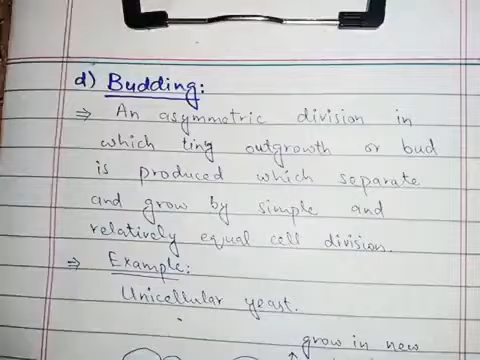 d) Budding:
⇒ An asymmetric division in
which ting outgrowth or bud
is produced which separate
and grow by simple and
relatively equal cell division.
⇒ Example:
Unicellular yeast.
grow in new